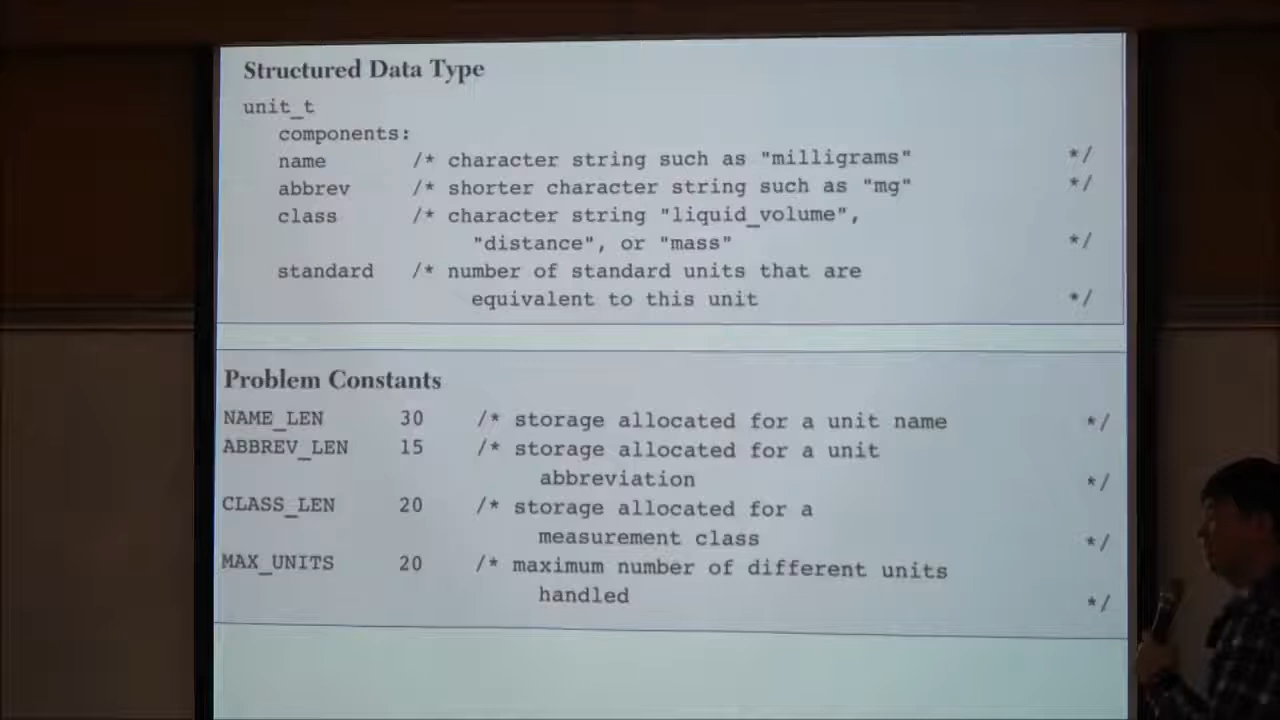 Structured Data Type
unit_t
components:
name /* character string such as "milligrams" */
abbrev /* shorter character string such as "mg" */
class /* character string "liquid_volume",
"distance", or "mass" */
standard /* number of standard units that are
equivalent to this unit */
Problem Constants
NAME_LEN 30 /* storage allocated for a unit name */
ABBREV_LEN 15 /* storage allocated for a unit
abbreviation */
CLASS_LEN 20 /* storage allocated for a
measurement class */
MAX_UNITS 20 /* maximum number of different units
handled */